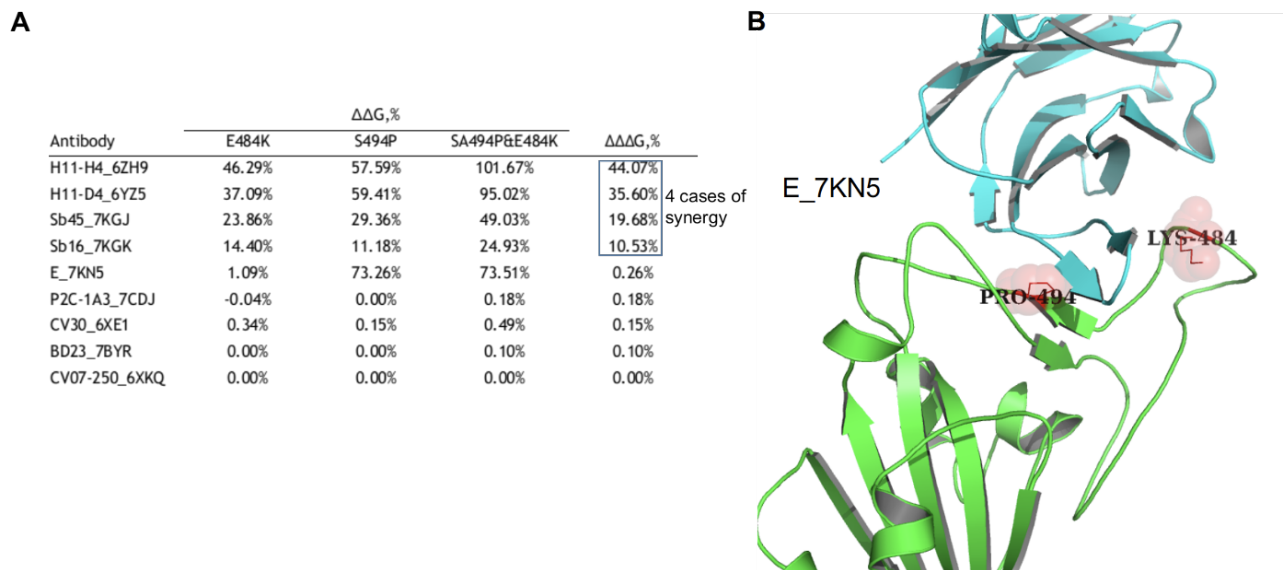 A
B
ΔΔG,%
Antibody E484K S494P SA494P&E484K ΔΔΔG,%
H11-H4_6ZH9 46.29% 57.59% 101.67% 44.07%
H11-D4_6YZ5 37.09% 59.41% 95.02% 35.60%
Sb45_7KGJ 23.86% 29.36% 49.03% 19.68%
Sb16_7KGK 14.40% 11.18% 24.93% 10.53%
E_7KN5 1.09% 73.26% 73.51% 0.26%
P2C-1A3_7CDJ -0.04% 0.00% 0.18% 0.18%
CV30_6XE1 0.34% 0.15% 0.49% 0.15%
BD23_7BYR 0.00% 0.00% 0.10% 0.10%
CV07-250_6XKQ 0.00% 0.00% 0.00% 0.00%
4 cases of
synergy
E_7KN5
LYS-484
PRO-494